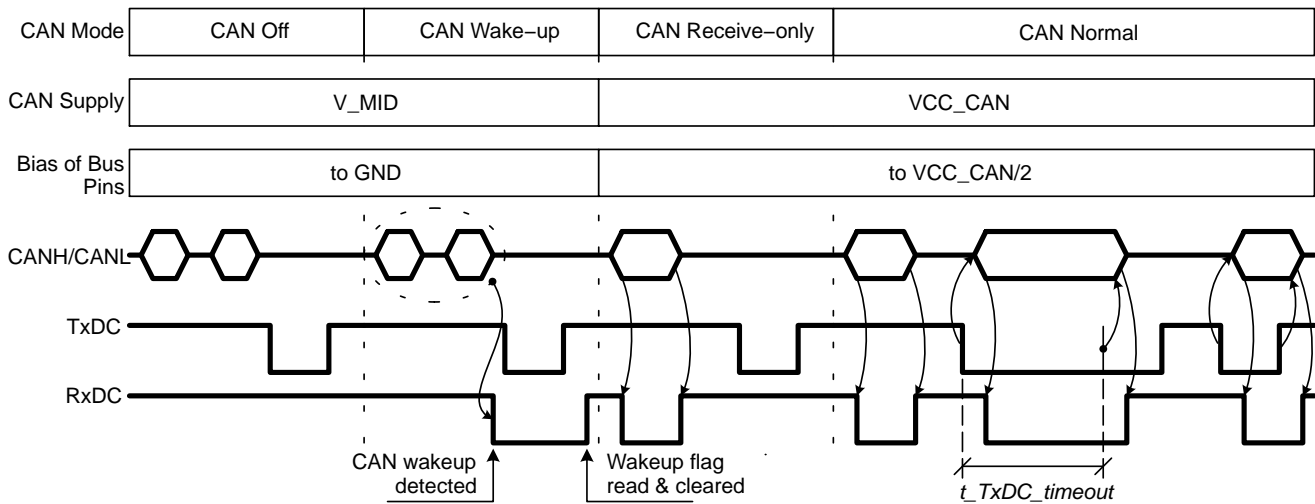 CAN Mode
CAN Off
CAN Wake−up
CAN Receive−only
CAN Normal
CAN Supply
V_MID
VCC_CAN
Bias of Bus
Pins
to GND
to VCC_CAN/2
CANH/CANL
TxDC
RxDC
CAN wakeup
detected
Wakeup flag
read & cleared
t_TxDC_timeout